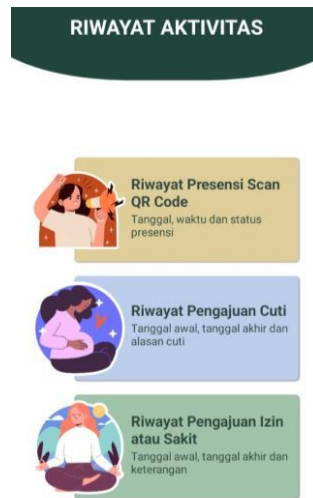 RIWAYAT AKTIVITAS
Riwayat Presensi Scan
QR Code
Tanggal, waktu dan status
presensi
Riwayat Pengajuan Cuti
Tanggal awal, tanggal akhir dan
alasan cuti
Riwayat Pengajuan Izin
atau Sakit
Tanggal awal, tanggal akhir dan
keterangan